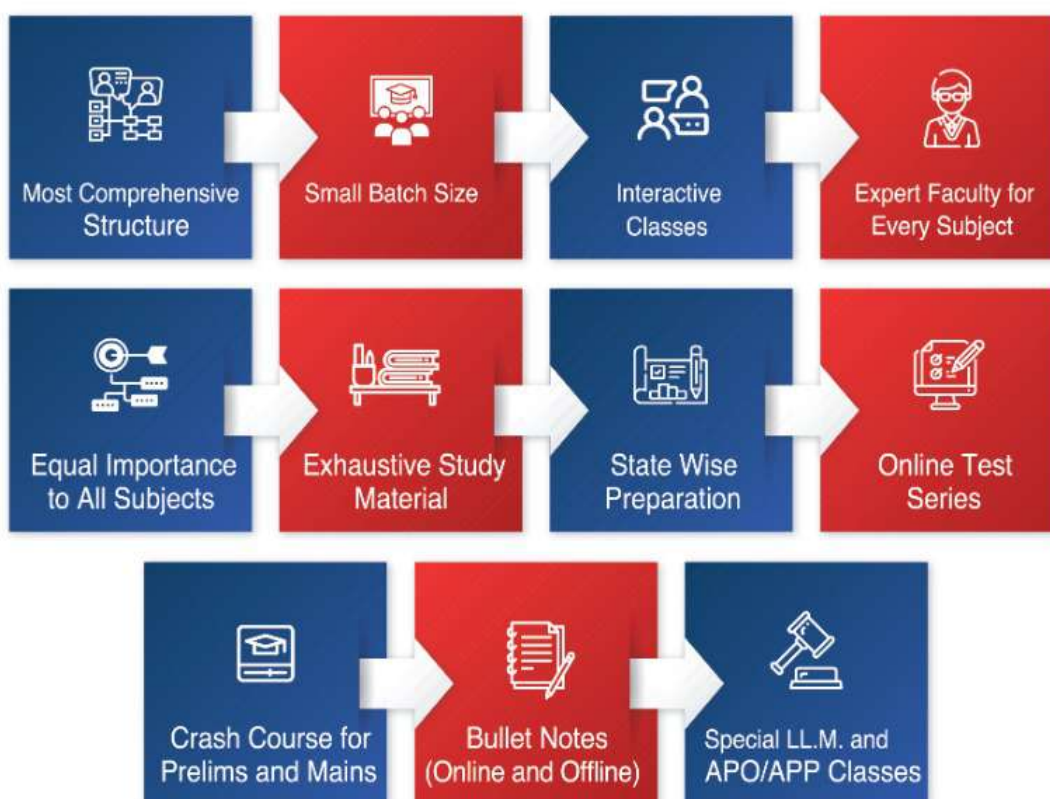 Most Comprehensive
Structure
Small Batch Size
Interactive
Classes
Expert Faculty for
Every Subject
Equal Importance
to All Subjects
Exhaustive Study
Material
State Wise
Preparation
Online Test
Series
Crash Course for
Prelims and Mains
Bullet Notes
(Online and Offline)
Special LL.M. and
APO/APP Classes